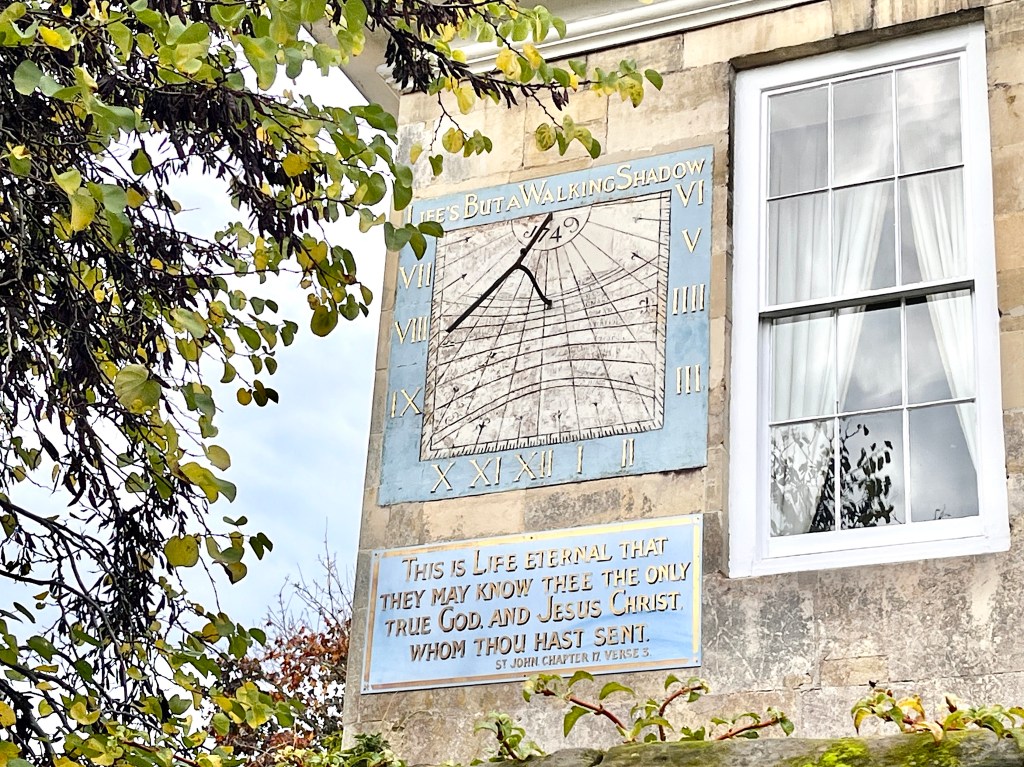 LIFE'S BUT A WALKING SHADOW
1749
VI
VII
V
VIII
IIII
IX
III
X XI XII I II
THIS IS LIFE ETERNAL THAT
THEY MAY KNOW THEE THE ONLY
TRUE GOD, AND JESUS CHRIST,
WHOM THOU HAST SENT.
ST JOHN, CHAPTER 17, VERSE 3.